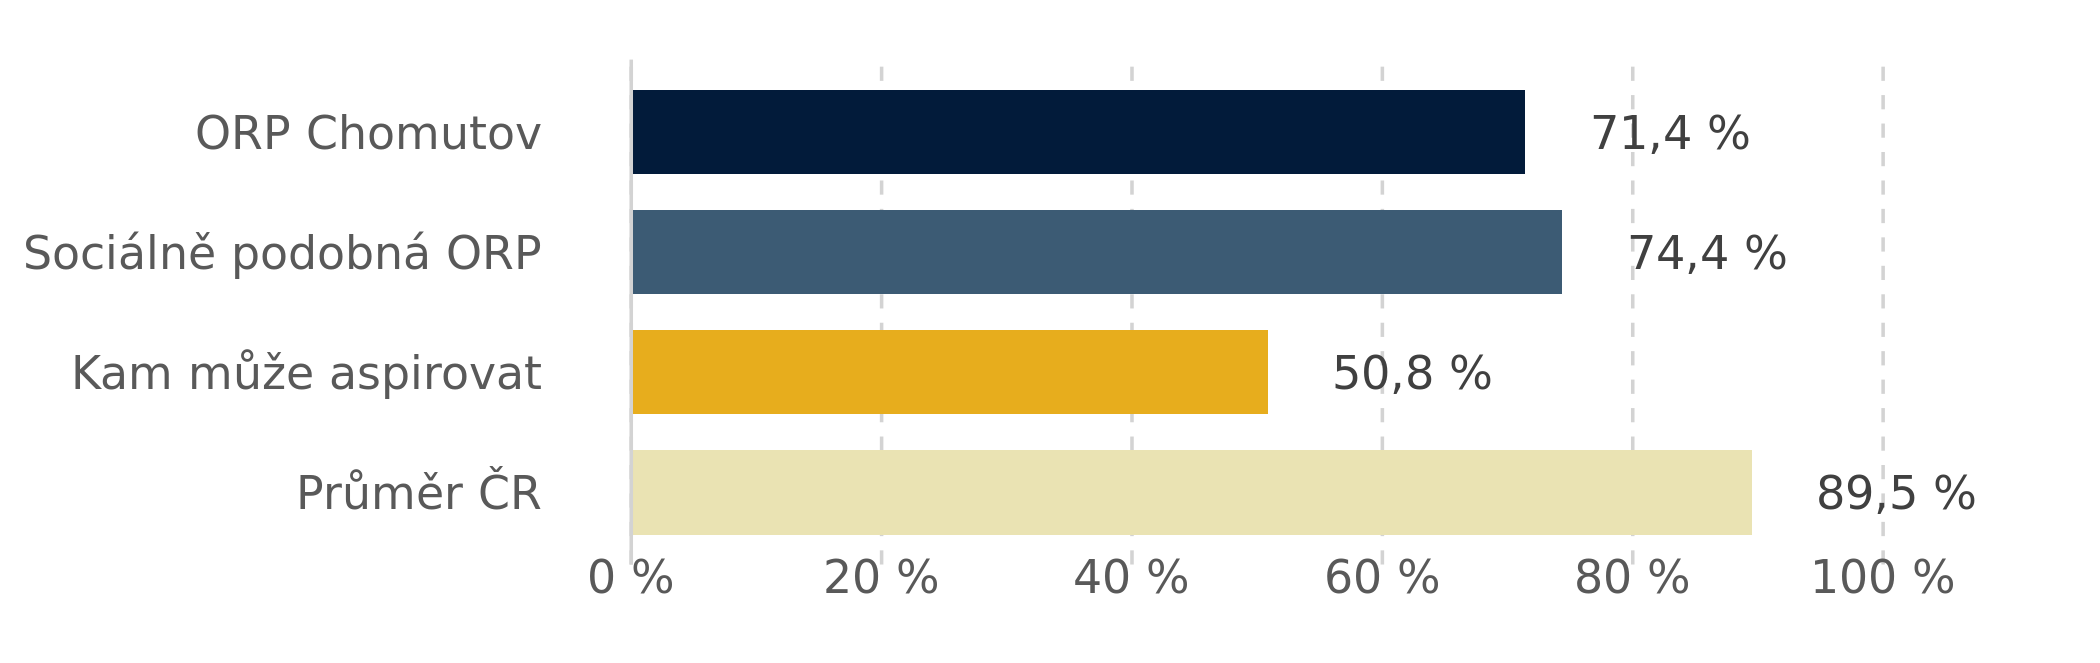 ORP Chomutov 71,4 %
Sociálně podobná ORP 74,4 %
Kam může aspirovat 50,8 %
Průměr ČR 89,5 %
0 % 20 % 40 % 60 % 80 % 100 %